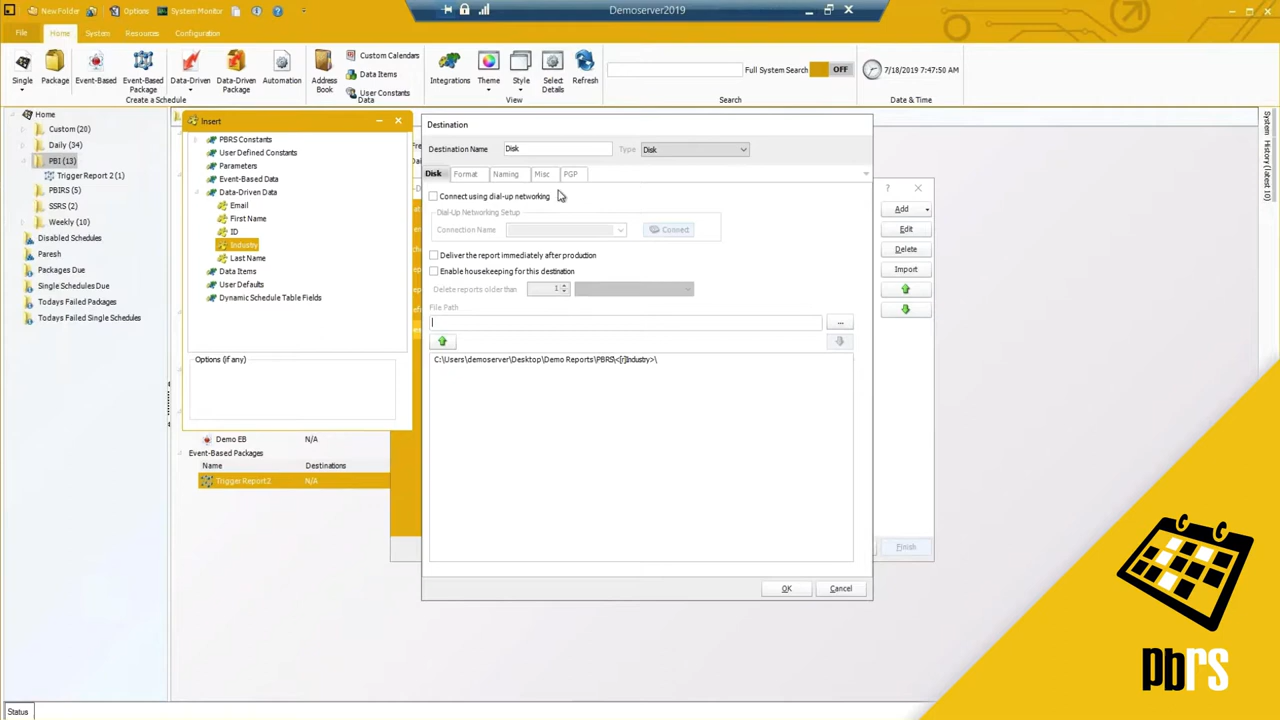 New Folder
Options
System Monitor
Demoserver2019
File
Home
System
Resources
Configuration
Single
Package
Event-Based
Event-Based
Package
Data-Driven
Data-Driven
Package
Automation
Create a Schedule
Address
Book
Custom Calendars
Data Items
User Constants
Data
Integrations
Theme
Style
Select
Details
Refresh
View
Full System Search
OFF
Search
7/18/2019 7:47:50 AM
Date & Time
Home
Custom (20)
Daily (34)
PBI (13)
Trigger Report 2 (1)
PBIRS (5)
SSRS (2)
Weekly (10)
Disabled Schedules
Paresh
Packages Due
Single Schedules Due
Todays Failed Packages
Todays Failed Single Schedules
Insert
PBRS Constants
User Defined Constants
Parameters
Event-Based Data
Data-Driven Data
Email
First Name
ID
Industry
Last Name
Data Items
User Defaults
Dynamic Schedule Table Fields
Options (if any)
Demo EB
N/A
Event-Based Packages
Name
Destinations
Trigger Report2
N/A
Destination
Destination Name
Disk
Type
Disk
Disk
Format
Naming
Misc
PGP
Connect using dial-up networking
Dial-Up Networking Setup
Connection Name
Connect
Deliver the report immediately after production
Enable housekeeping for this destination
Delete reports older than
1
File Path
...
C:\Users\demoserver\Desktop\Demo Reports\PBRS\<[r]Industry>\
OK
Cancel
?
Add
Edit
Delete
Import
Finish
System History (latest 10)
Status
pbrs